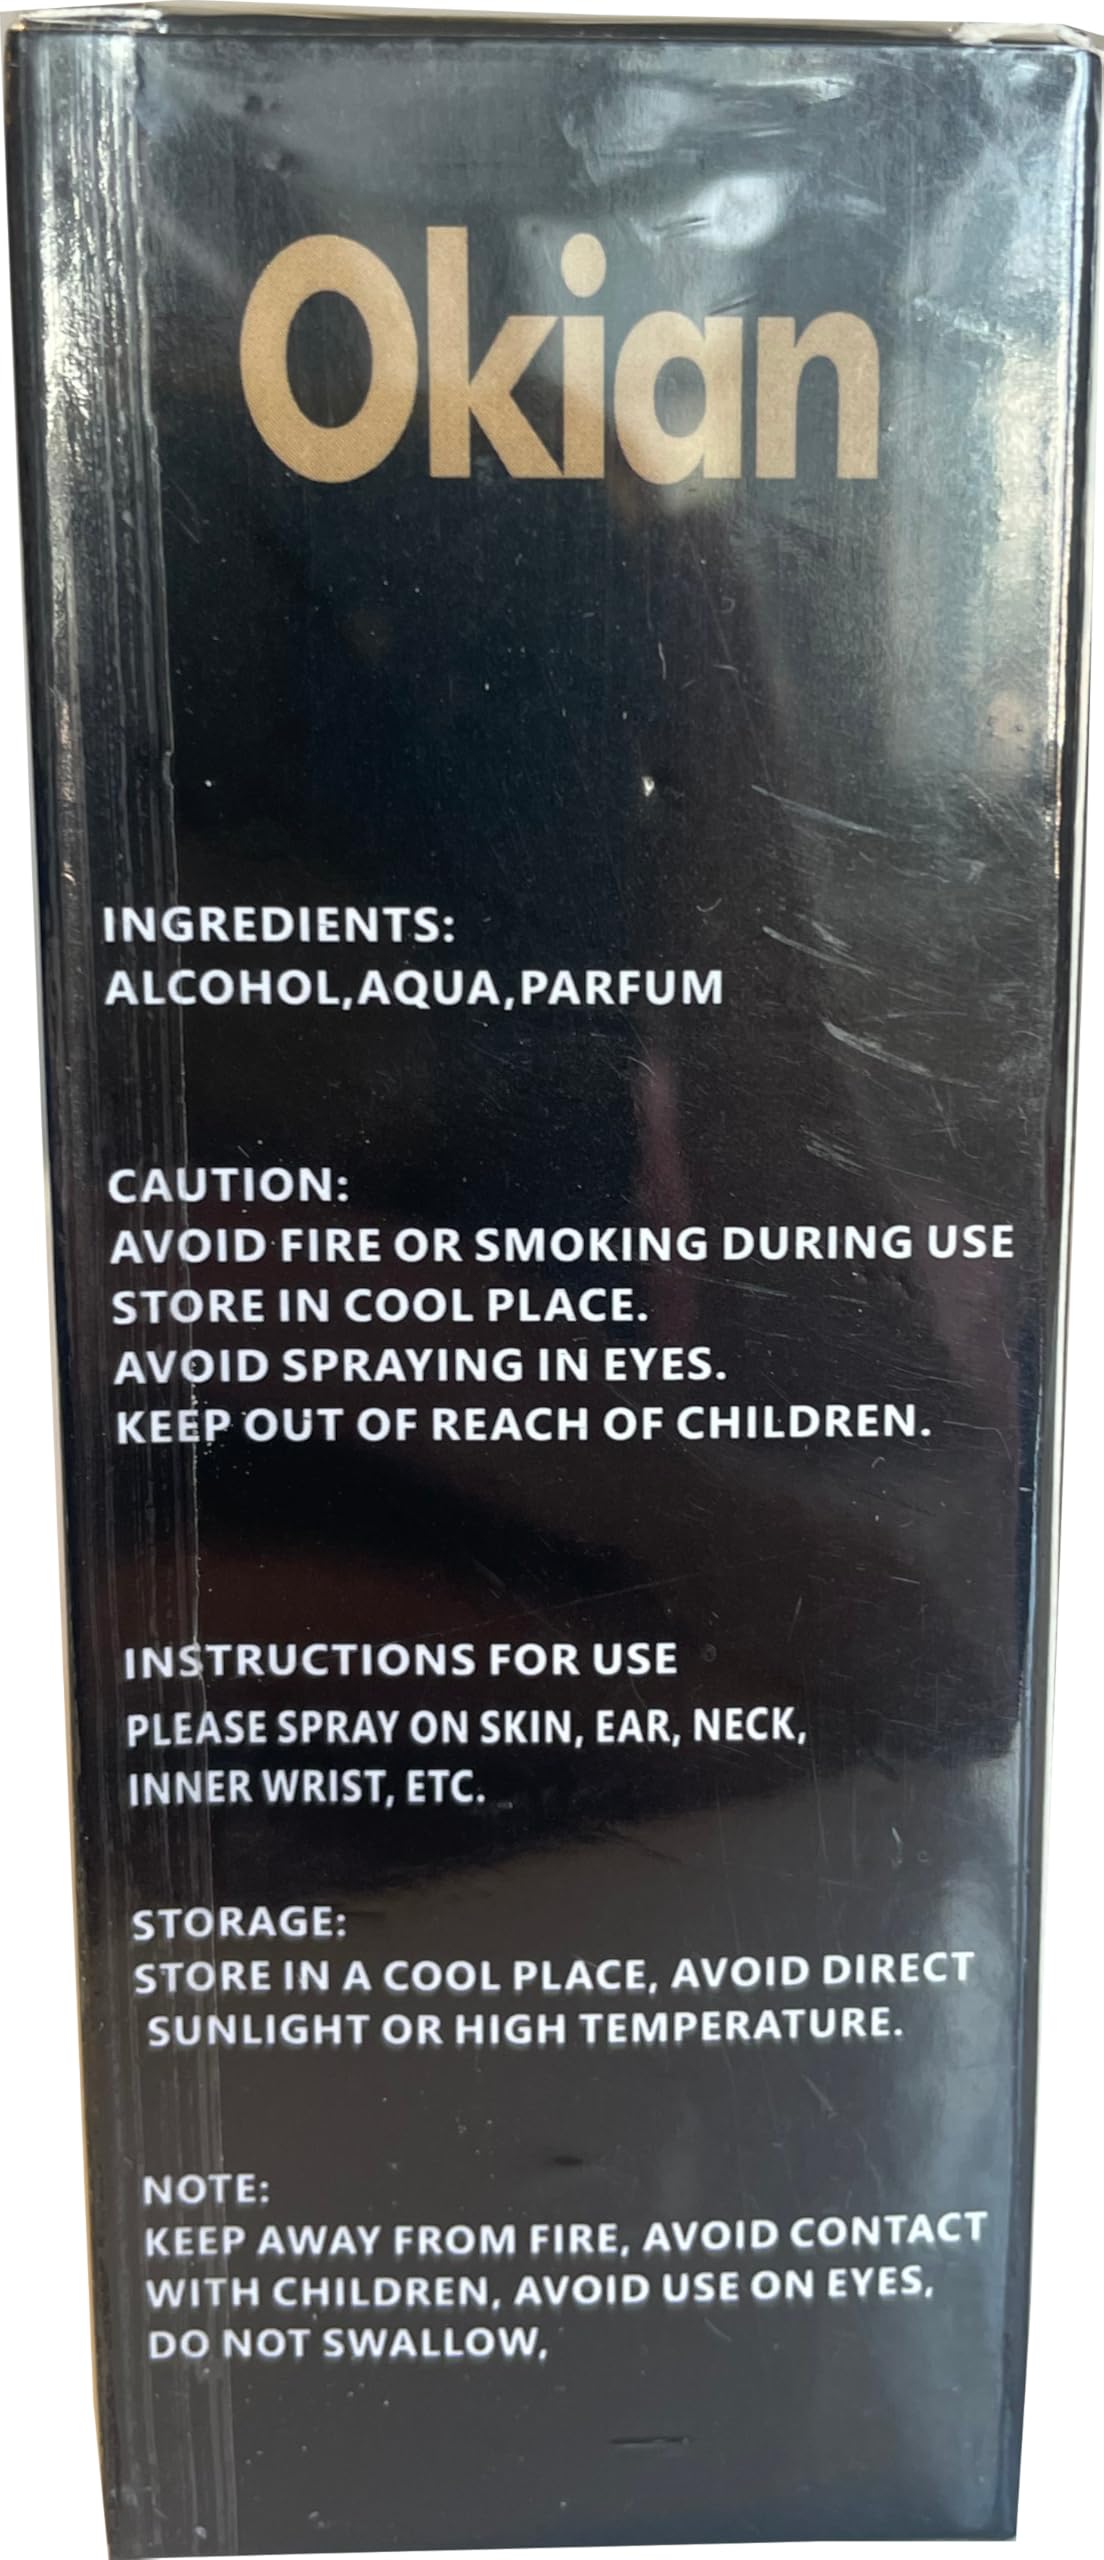 Okian
INGREDIENTS:
ALCOHOL,AQUA,PARFUM
CAUTION:
AVOID FIRE OR SMOKING DURING USE
STORE IN COOL PLACE.
AVOID SPRAYING IN EYES.
KEEP OUT OF REACH OF CHILDREN.
INSTRUCTIONS FOR USE
PLEASE SPRAY ON SKIN, EAR, NECK,
INNER WRIST, ETC.
STORAGE:
STORE IN A COOL PLACE, AVOID DIRECT
SUNLIGHT OR HIGH TEMPERATURE.
NOTE:
KEEP AWAY FROM FIRE, AVOID CONTACT
WITH CHILDREN, AVOID USE ON EYES,
DO NOT SWALLOW,